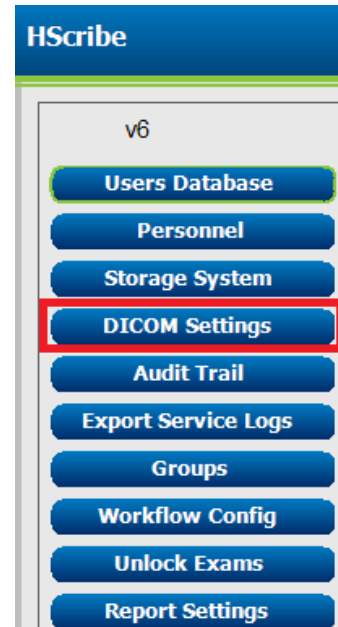 HScribe
v6
Users Database
Personnel
Storage System
DICOM Settings
Audit Trail
Export Service Logs
Groups
Workflow Config
Unlock Exams
Report Settings